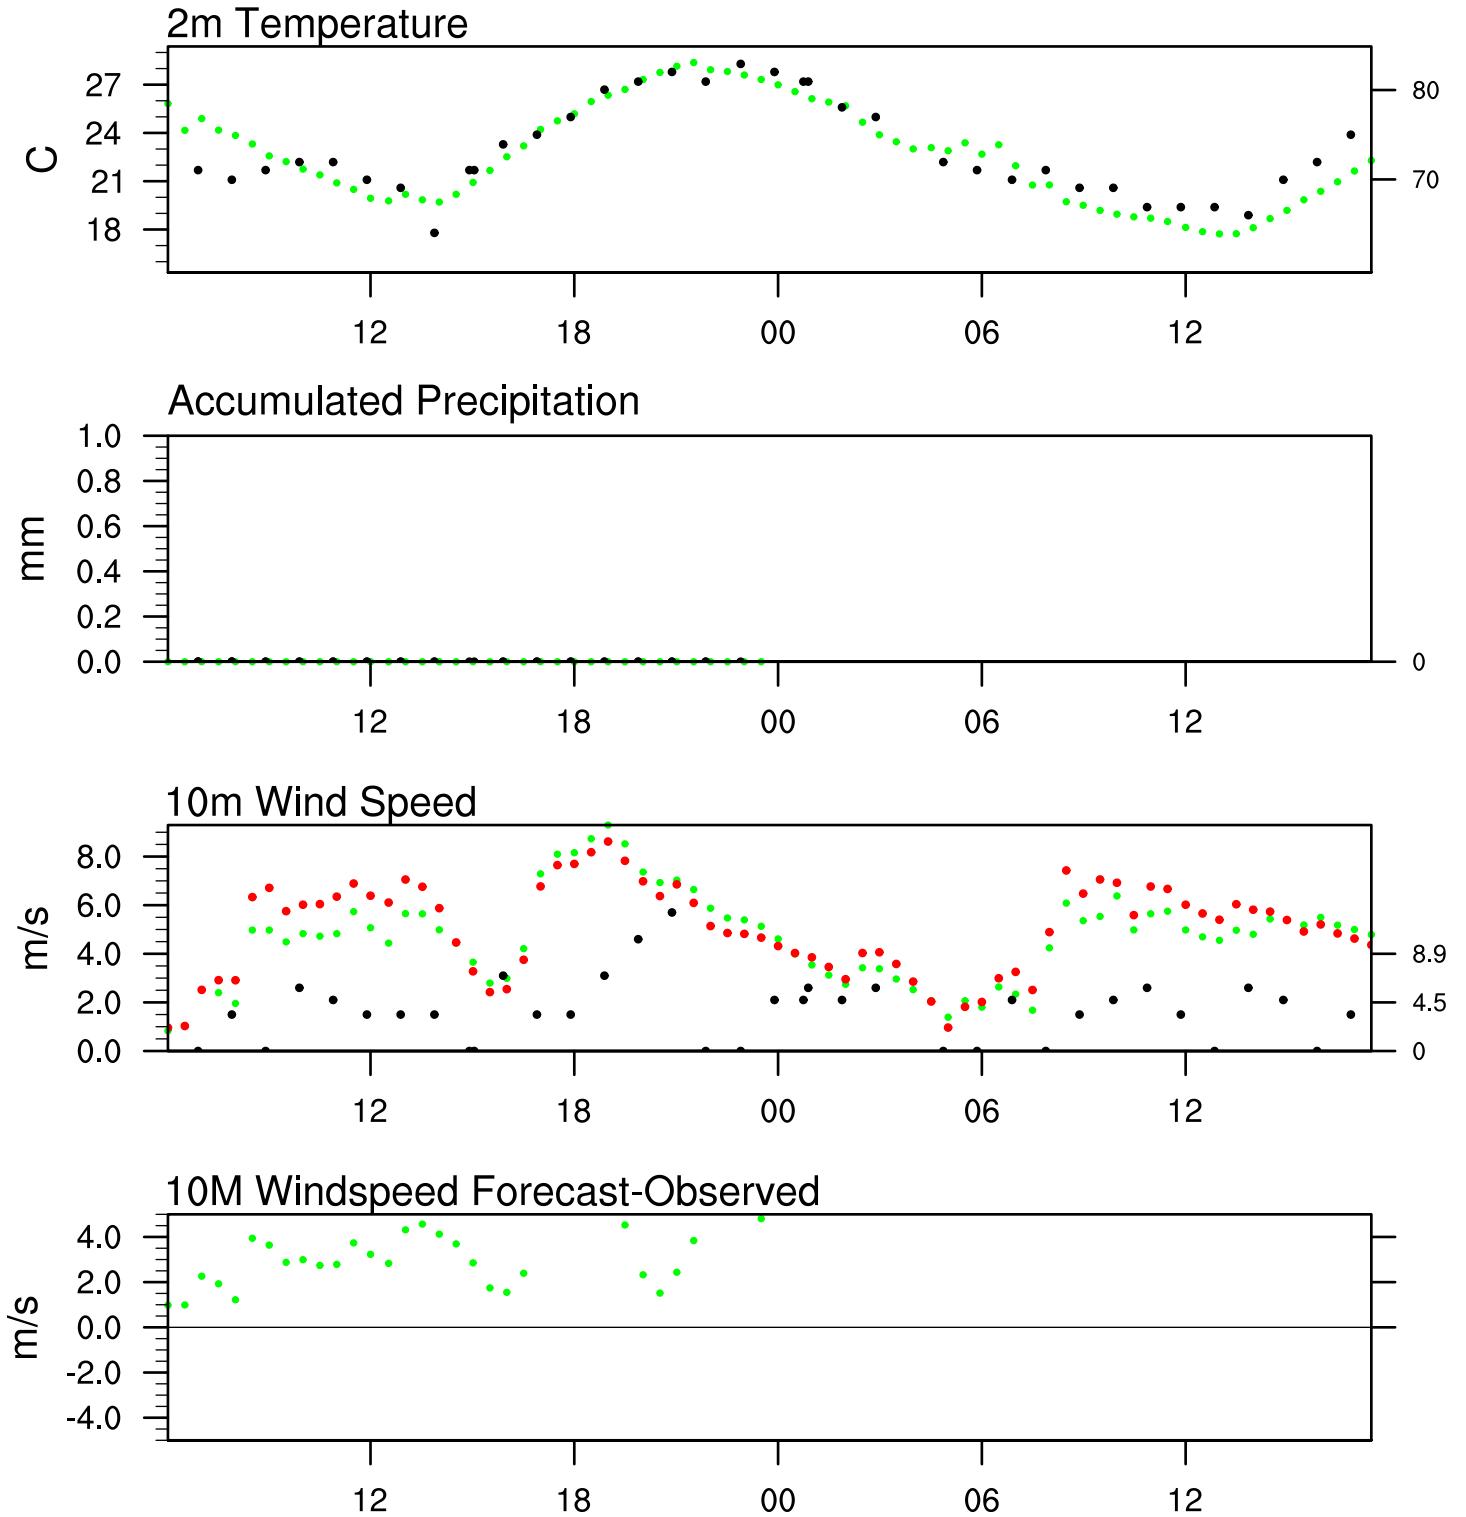 2m Temperature
27
24
21
18
C
80
70
12 18 00 06 12
Accumulated Precipitation
1.0
0.8
0.6
0.4
0.2
0.0
mm
0
12 18 00 06 12
10m Wind Speed
8.0
6.0
4.0
2.0
0.0
m/s
8.9
4.5
0
12 18 00 06 12
10M Windspeed Forecast-Observed
4.0
2.0
0.0
-2.0
-4.0
m/s
12 18 00 06 12